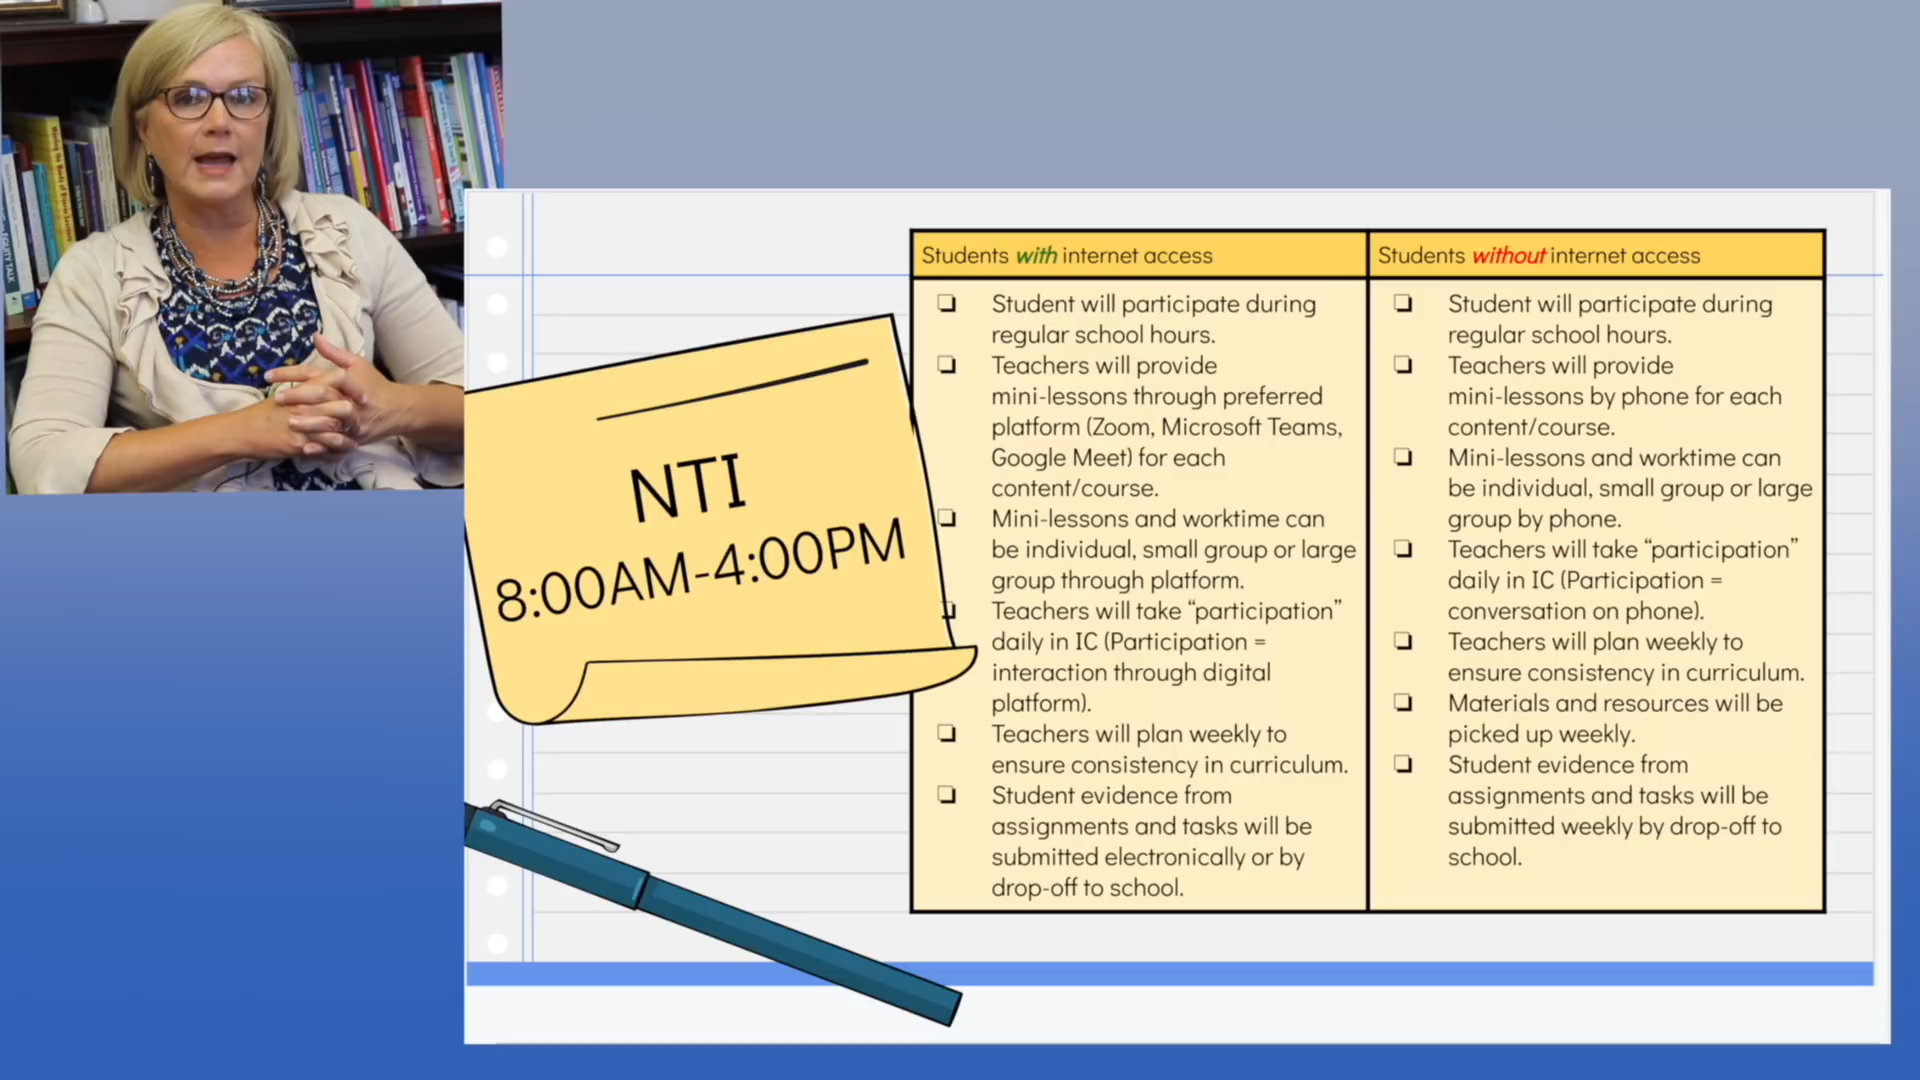 NTI
8:00AM-4:00PM
Students with internet access
❏ Student will participate during
regular school hours.
❏ Teachers will provide
mini-lessons through preferred
platform (Zoom, Microsoft Teams,
Google Meet) for each
content/course.
❏ Mini-lessons and worktime can
be individual, small group or large
group through platform.
❏ Teachers will take “participation”
daily in IC (Participation =
interaction through digital
platform).
❏ Teachers will plan weekly to
ensure consistency in curriculum.
❏ Student evidence from
assignments and tasks will be
submitted electronically or by
drop-off to school.
Students without internet access
❏ Student will participate during
regular school hours.
❏ Teachers will provide
mini-lessons by phone for each
content/course.
❏ Mini-lessons and worktime can
be individual, small group or large
group by phone.
❏ Teachers will take “participation”
daily in IC (Participation =
conversation on phone).
❏ Teachers will plan weekly to
ensure consistency in curriculum.
❏ Materials and resources will be
picked up weekly.
❏ Student evidence from
assignments and tasks will be
submitted weekly by drop-off to
school.